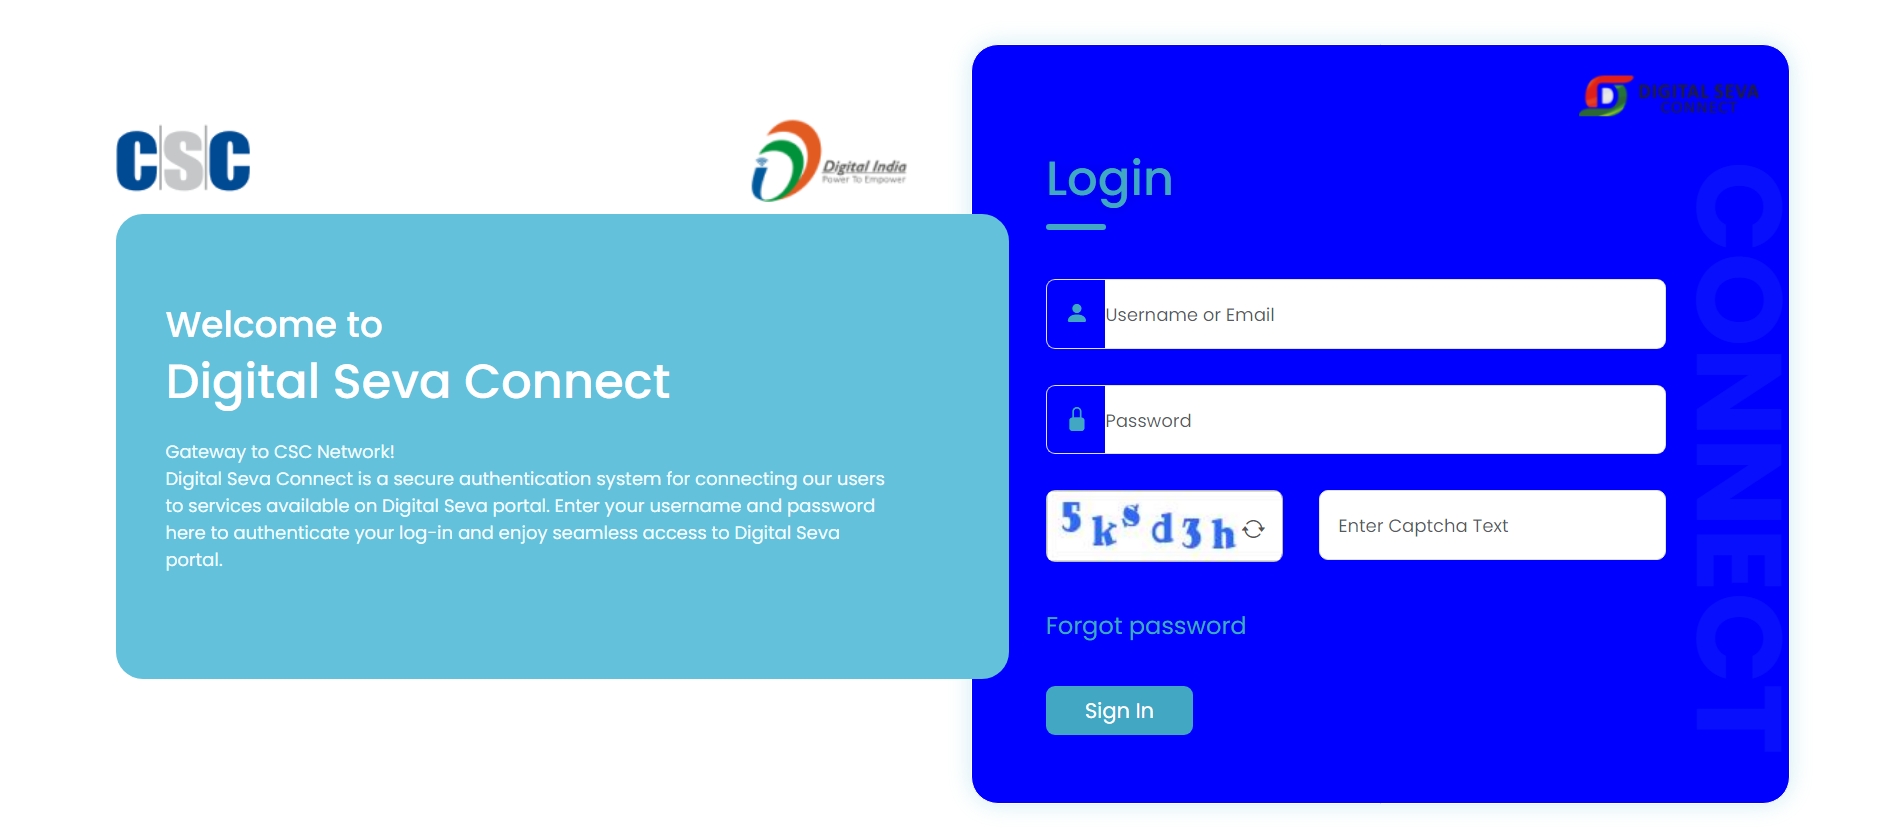 CSC
Digital India
Power To Empower
Welcome to
Digital Seva Connect
Gateway to CSC Network!
Digital Seva Connect is a secure authentication system for connecting our users
to services available on Digital Seva portal. Enter your username and password
here to authenticate your log-in and enjoy seamless access to Digital Seva
portal.
DIGITAL SEVA
CONNECT
Login
Username or Email
Password
5ksd3h
Enter Captcha Text
Forgot password
Sign In
CONNECT